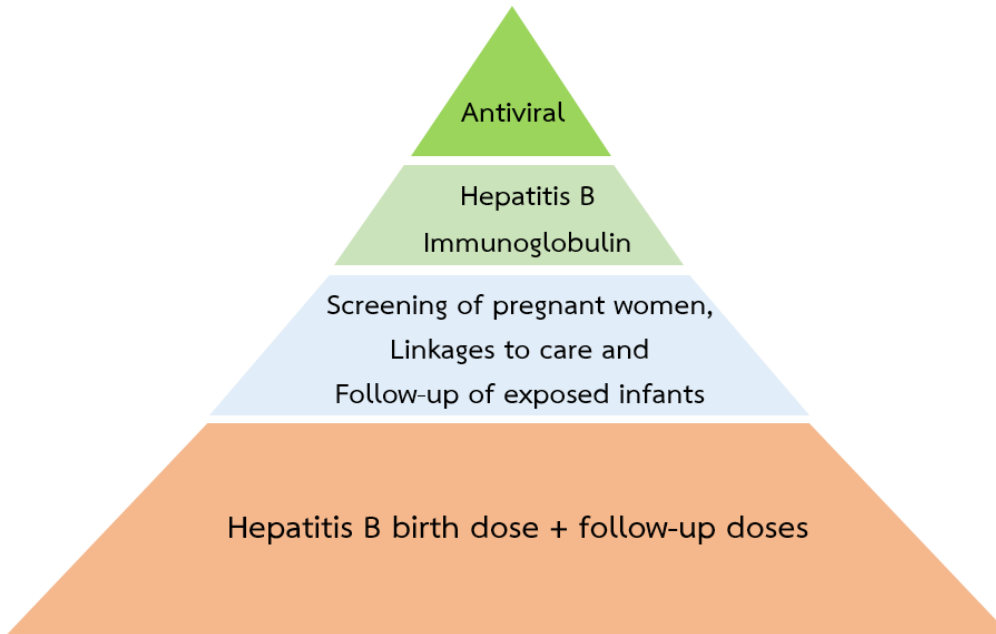 Antiviral
Hepatitis B
Immunoglobulin
Screening of pregnant women,
Linkages to care and
Follow-up of exposed infants
Hepatitis B birth dose + follow-up doses